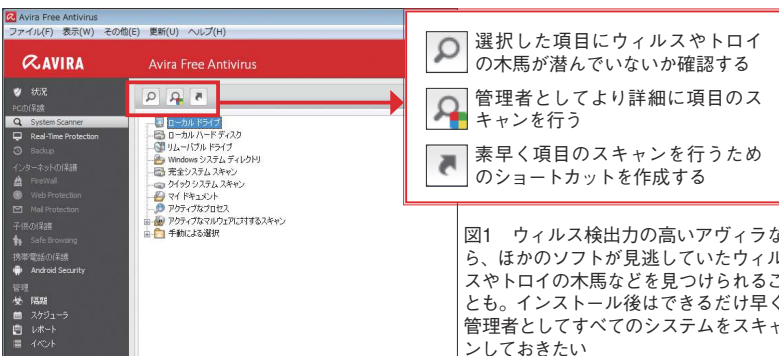 Avira Free Antivirus
ファイル(F) 表示(W) その他(E) 更新(U) ヘルプ(H)
AVIRA
Avira Free Antivirus
状況
PCの保護
System Scanner
Real-Time Protection
Backup
インターネットの保護
FireWall
Web Protection
Mail Protection
子供の保護
Safe Browsing
携帯電話の保護
Android Security
管理
隔離
スケジューラ
レポート
イベント
ローカル ドライブ
ローカル ハード ディスク
リムーバブル ドライブ
Windows システム ディレクトリ
完全システム スキャン
クイック システム スキャン
マイ ドキュメント
アクティブなプロセス
アクティブなマルウェアに対するスキャン
手動による選択
選択した項目にウィルスやトロイ
の木馬が潜んでいないか確認する
管理者としてより詳細に項目のス
キャンを行う
素早く項目のスキャンを行うため
のショートカットを作成する
図1 ウィルス検出力の高いアヴィラな
ら、ほかのソフトが見逃していたウィル
スやトロイの木馬などを見つけられるこ
とも。インストール後はできるだけ早く
管理者としてすべてのシステムをスキャ
ンしておきたい